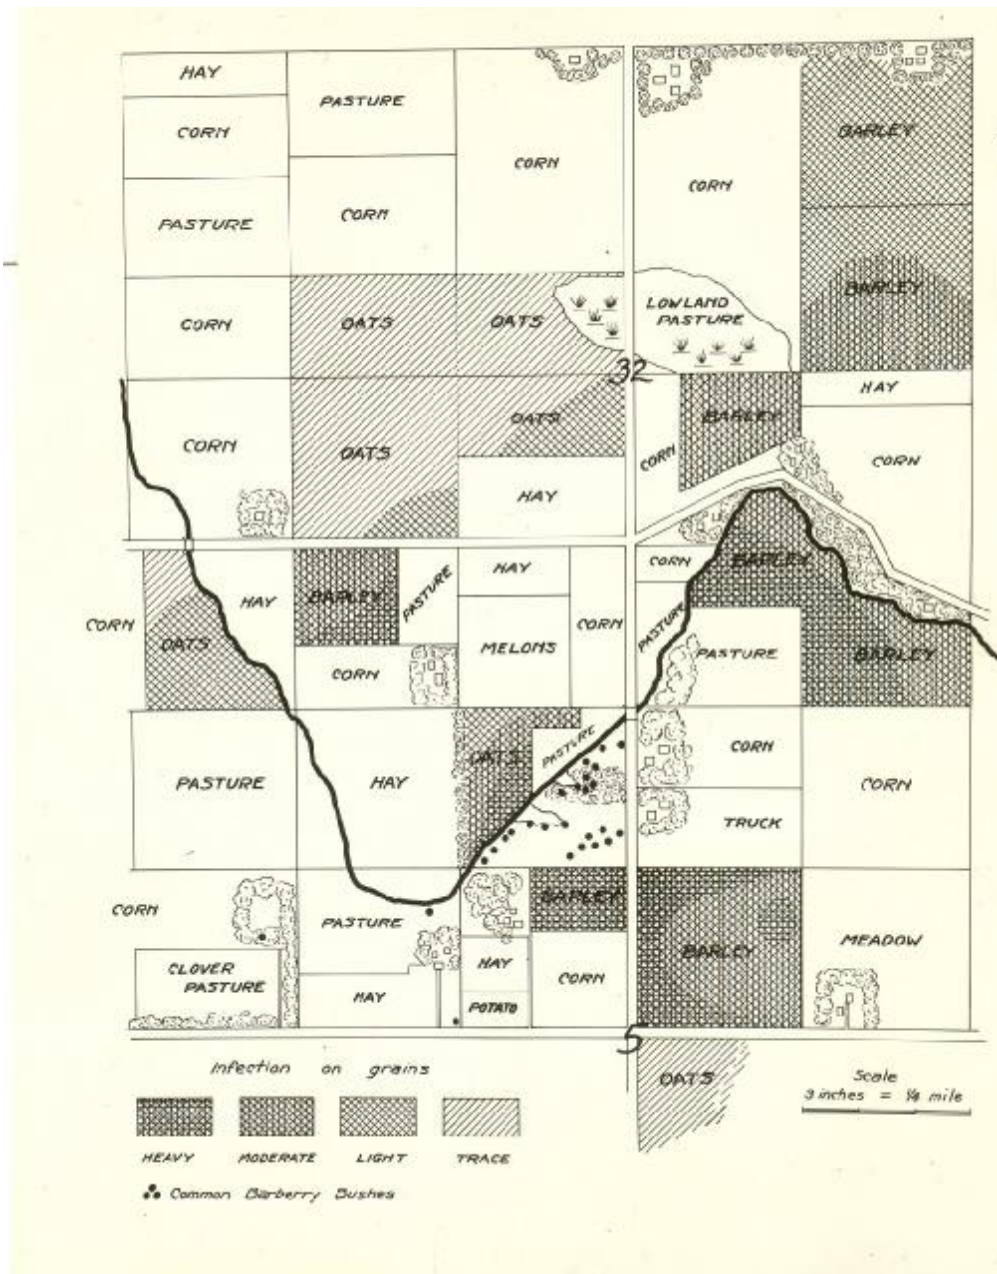 HAY
PASTURE
CORN
CORN
BARLEY
CORN
CORN
PASTURE
CORN
BARLEY
CORN
OATS
OATS
LOWLAND
PASTURE
32
HAY
CORN
OATS
OATS
BARLEY
CORN
CORN
HAY
CORN
OATS
HAY
BARLEY
PASTURE
HAY
CORN
BARLEY
MELONS
CORN
PASTURE
CORN
PASTURE
BARLEY
PASTURE
HAY
OATS
PASTURE
CORN
CORN
TRUCK
CORN
PASTURE
BARLEY
BARLEY
MEADOW
CLOVER
PASTURE
HAY
HAY
CORN
POTATO
5
OATS
Infection on grains
HEAVY
MODERATE
LIGHT
TRACE
Common Barberry Bushes
Scale
3 inches = 1/4 mile